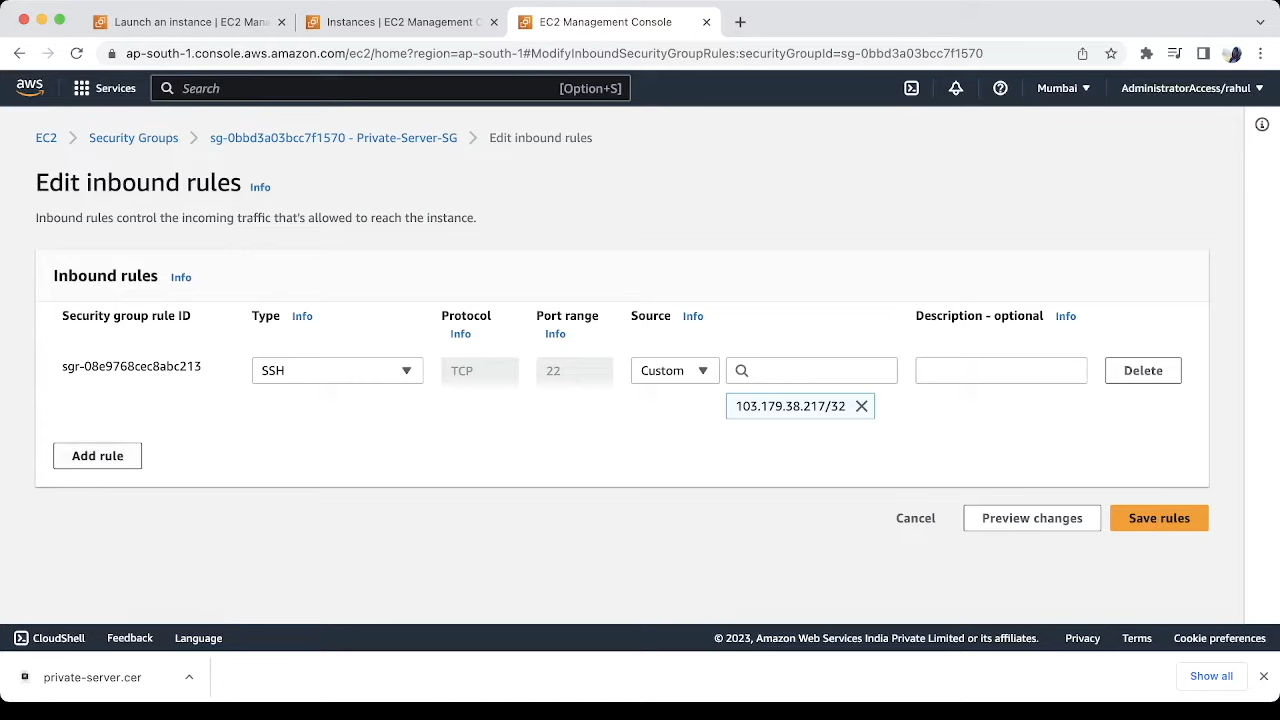 Launch an instance | EC2 Mana
Instances | EC2 Management C
EC2 Management Console
ap-south-1.console.aws.amazon.com/ec2/home?region=ap-south-1#ModifyInboundSecurityGroupRules:securityGroupId=sg-0bbd3a03bcc7f1570
aws Services Search [Option+S] Mumbai AdministratorAccess/rahul
EC2 Security Groups sg-0bbd3a03bcc7f1570 - Private-Server-SG Edit inbound rules
Edit inbound rules Info
Inbound rules control the incoming traffic that's allowed to reach the instance.
Inbound rules Info
Security group rule ID Type Info Protocol Info Port range Info Source Info Description - optional Info
sgr-08e9768cec8abc213 SSH TCP 22 Custom Delete
103.179.38.217/32
Add rule
Cancel Preview changes Save rules
CloudShell Feedback Language © 2023, Amazon Web Services India Private Limited or its affiliates. Privacy Terms Cookie preferences
private-server.cer Show all